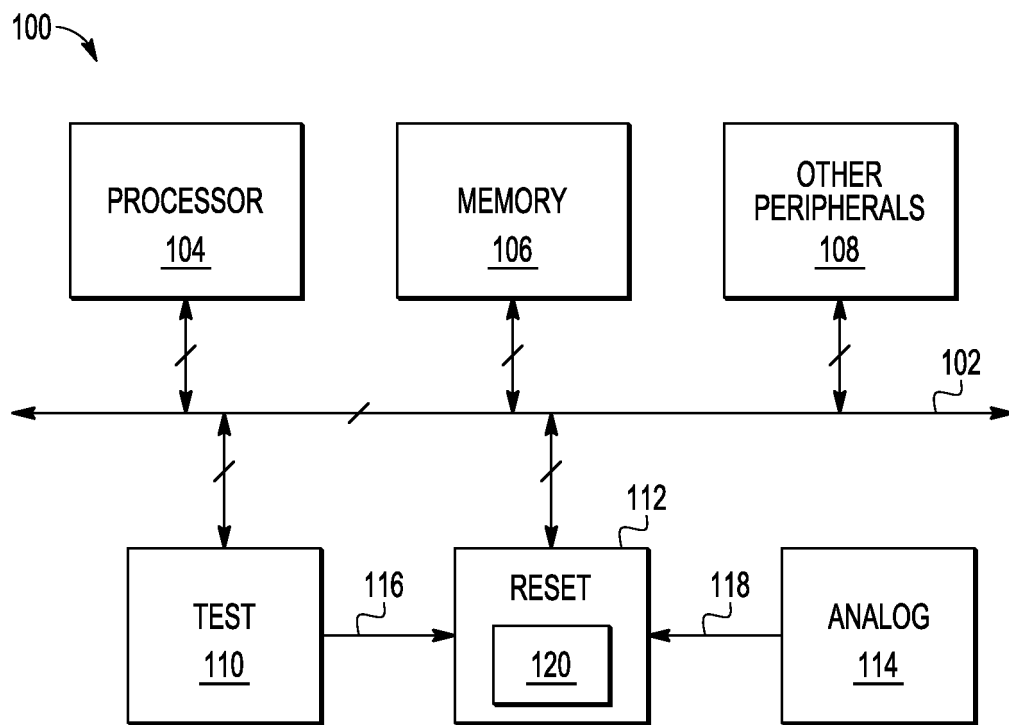 100
PROCESSOR
104
MEMORY
106
OTHER
PERIPHERALS
108
102
112
TEST
110
116
RESET
120
118
ANALOG
114